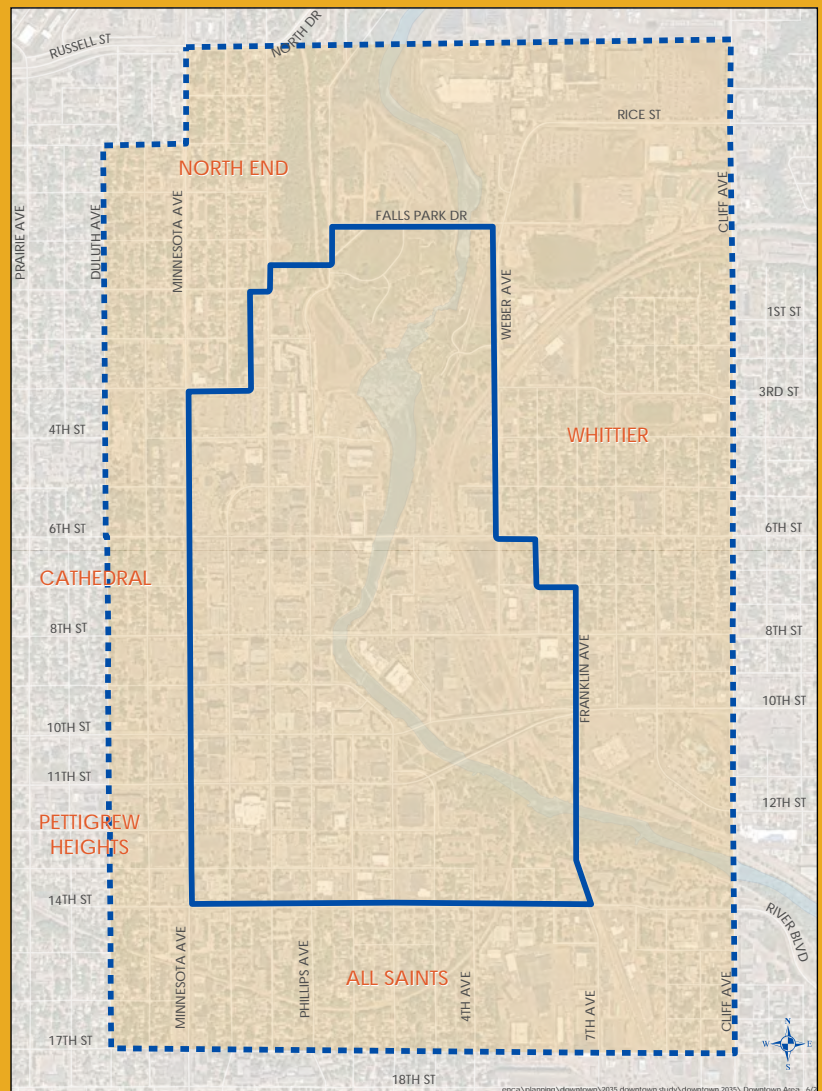 NORTH DR
RUSSELL ST
RICE ST
NORTH END
CLIFF AVE
FALLS PARK DR
PRAIRIE AVE
DULUTH AVE
MINNESOTA AVE
WEBER AVE
1ST ST
3RD ST
4TH ST
WHITTIER
6TH ST
6TH ST
CATHEDRAL
8TH ST
8TH ST
FRANKLIN AVE
10TH ST
10TH ST
11TH ST
12TH ST
PETTIGREW
HEIGHTS
14TH ST
RIVER BLVD
MINNESOTA AVE
PHILLIPS AVE
ALL SAINTS
4TH AVE
7TH AVE
CLIFF AVE
17TH ST
N
W E
S
18TH ST